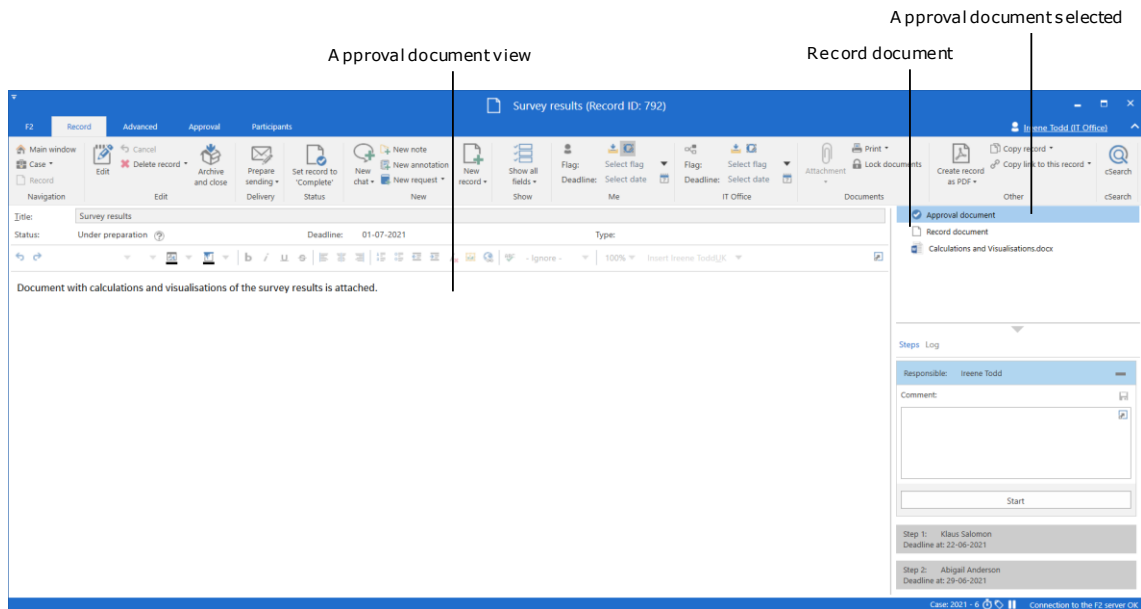 Approval document selected
Approval document view
Record document
Survey results (Record ID: 792)
F2 Record Advanced Approval Participants
Ireene Todd (IT Office)
Main window
Case
Record
Navigation
Edit
Cancel
Delete record
Archive and close
Edit
Prepare sending
Delivery
Set record to 'Complete'
Status
New chat
New note
New annotation
New request
New
New record
Show all fields
Show
Flag: Select flag
Deadline: Select date
Me
Flag: Select flag
Deadline: Select date
IT Office
Attachment
Print
Lock documents
Documents
Create record as PDF
Copy record
Copy link to this record
Other
cSearch
cSearch
Title: Survey results
Status: Under preparation Deadline: 01-07-2021 Type:
b i u s - Ignore - 100% Insert Ireene Todd(JK
Document with calculations and visualisations of the survey results is attached.
Approval document
Record document
Calculations and Visualisations.docx
Steps Log
Responsible: Ireene Todd
Comment:
Start
Step 1: Klaus Salomon
Deadline at: 22-06-2021
Step 2: Abigail Anderson
Deadline at: 29-06-2021
Case: 2021 - 6 Connection to the F2 server OK